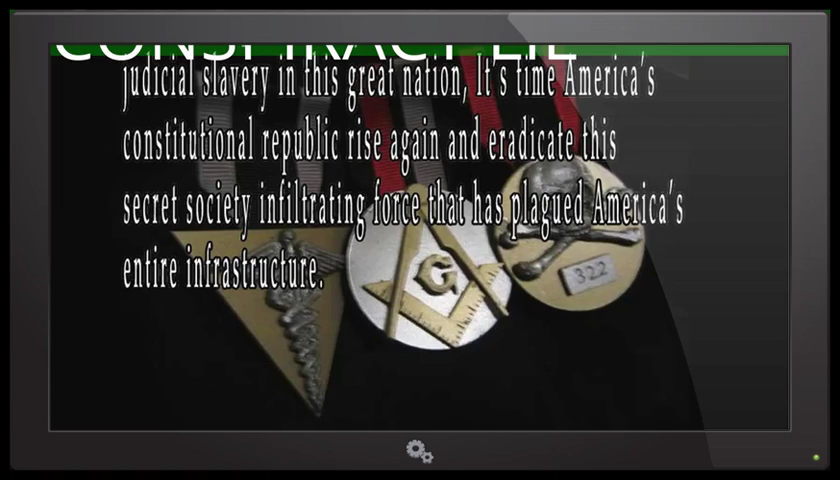 judicial slavery in this great nation, It's time America's
constitutional republic rise again and eradicate this
secret society infiltrating force that has plagued America's
entire infrastructure.
G
322